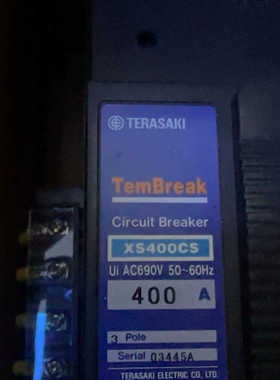 TERASAKI
TemBreak
Circuit Breaker
XS400CS
Ui AC690V 50~60Hz
400 A
3 Pole
Serial 03445A
TERASAKI ELECTRIC CO., LTD.